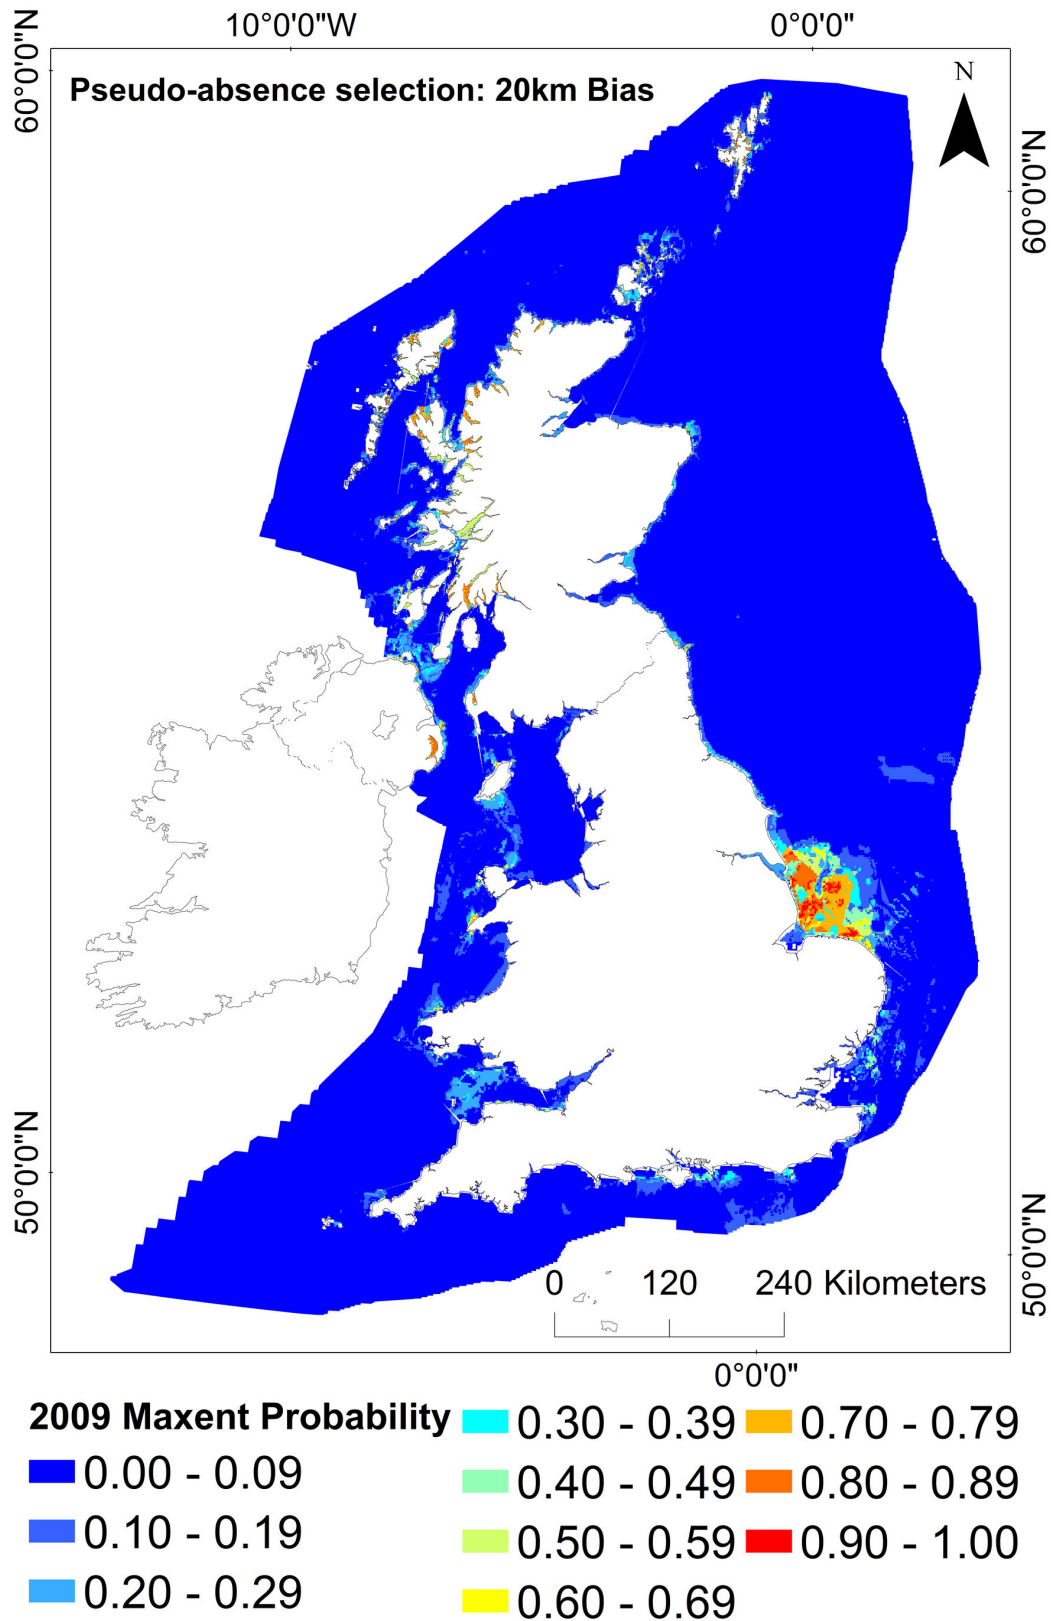 10°0'0"W 0°0'0"
60°0'0"N
Pseudo-absence selection: 20km Bias
N
60°0'0"N
50°0'0"N
50°0'0"N
0 120 240 Kilometers
0°0'0"
2009 Maxent Probability
0.00 - 0.09
0.10 - 0.19
0.20 - 0.29
0.30 - 0.39
0.40 - 0.49
0.50 - 0.59
0.60 - 0.69
0.70 - 0.79
0.80 - 0.89
0.90 - 1.00